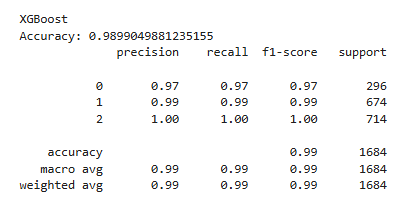 XGBoost
Accuracy: 0.9899049881235155
precision recall f1-score support
0 0.97 0.97 0.97 296
1 0.99 0.99 0.99 674
2 1.00 1.00 1.00 714
accuracy 0.99 1684
macro avg 0.99 0.99 0.99 1684
weighted avg 0.99 0.99 0.99 1684